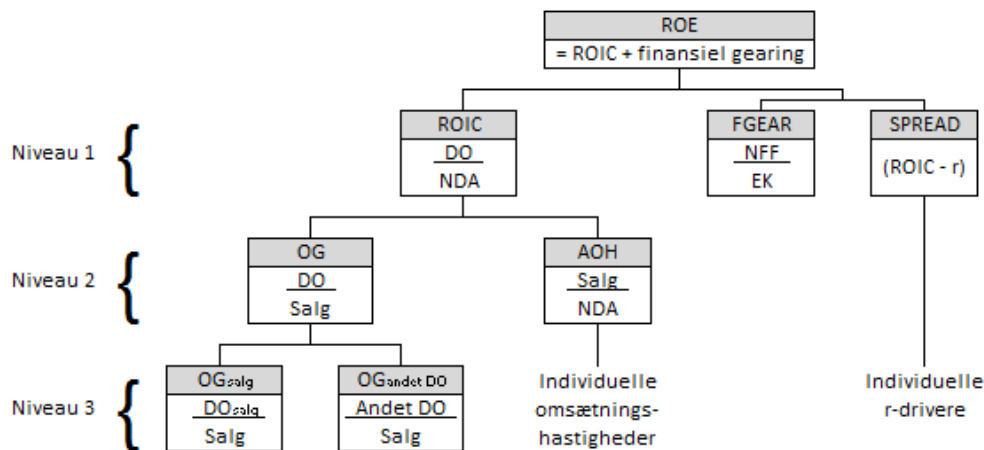 ROE
= ROIC + finansiel gearing
Niveau 1
{
ROIC
DO
NDA
FGEAR
NFF
EK
SPREAD
(ROIC - r)
Niveau 2
{
OG
DO
Salg
AOH
Salg
NDA
Niveau 3
{
OGsalg
DOsalg
Salg
OGandet DO
Andet DO
Salg
Individuelle
omsætnings-
hastigheder
Individuelle
r-drivere